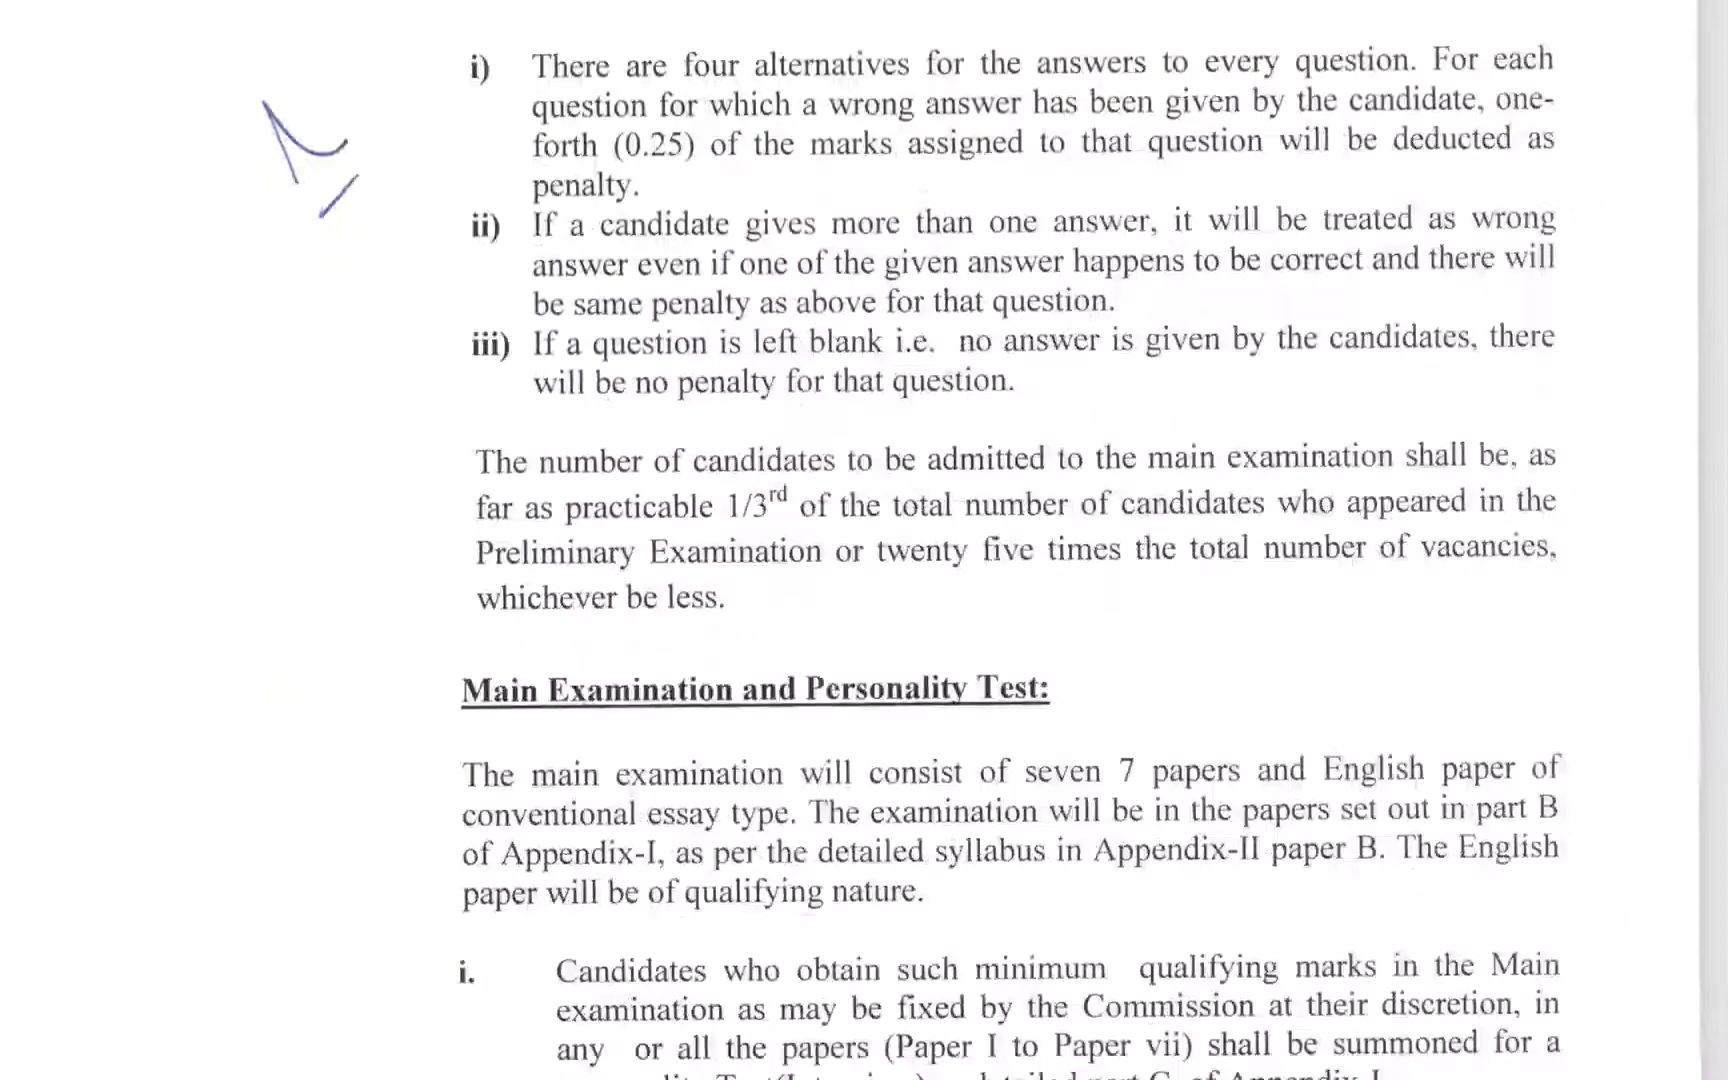 i) There are four alternatives for the answers to every question. For each
question for which a wrong answer has been given by the candidate, one-
forth (0.25) of the marks assigned to that question will be deducted as
penalty.
ii) If a candidate gives more than one answer, it will be treated as wrong
answer even if one of the given answer happens to be correct and there will
be same penalty as above for that question.
iii) If a question is left blank i.e. no answer is given by the candidates, there
will be no penalty for that question.
The number of candidates to be admitted to the main examination shall be, as
far as practicable 1/3rd of the total number of candidates who appeared in the
Preliminary Examination or twenty five times the total number of vacancies,
whichever be less.
Main Examination and Personality Test:
The main examination will consist of seven 7 papers and English paper of
conventional essay type. The examination will be in the papers set out in part B
of Appendix-I, as per the detailed syllabus in Appendix-II paper B. The English
paper will be of qualifying nature.
i. Candidates who obtain such minimum qualifying marks in the Main
examination as may be fixed by the Commission at their discretion, in
any or all the papers (Paper I to Paper vii) shall be summoned for a